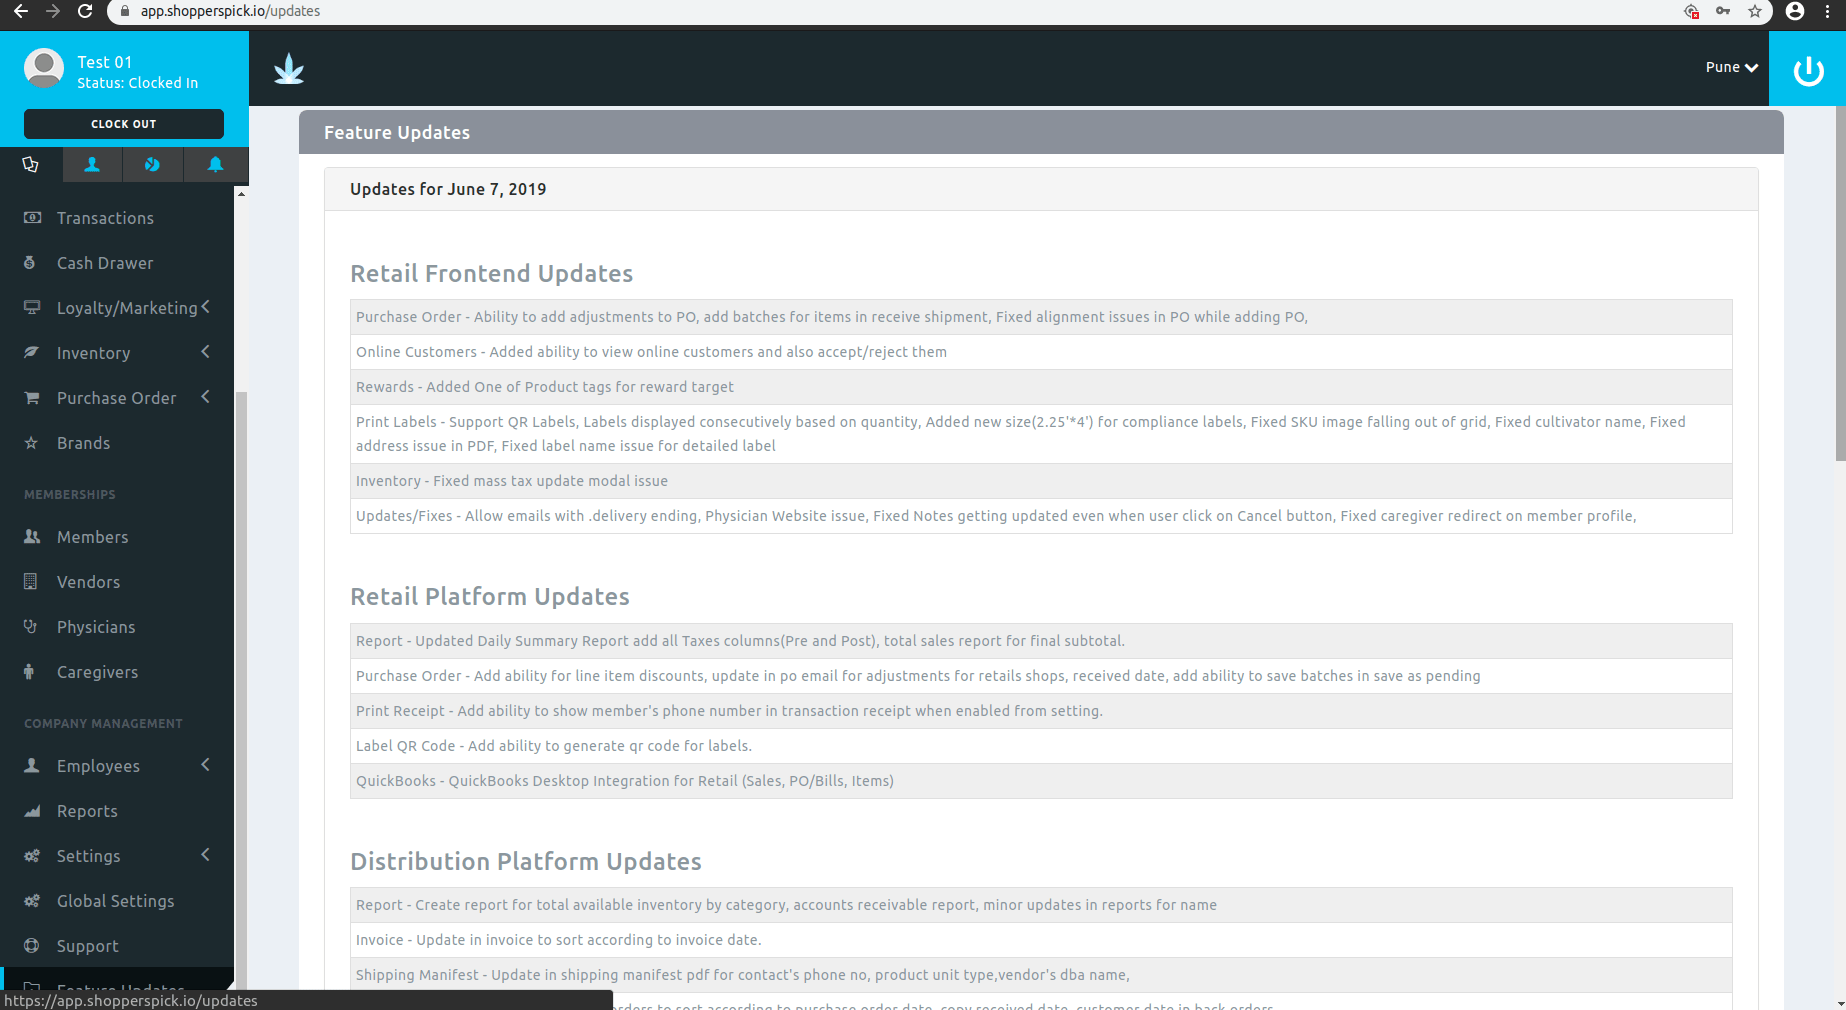 app.shopperspick.io/updates
Test 01
Status: Clocked In
CLOCK OUT
Pune
Transactions
Cash Drawer
Loyalty/Marketing
Inventory
Purchase Order
Brands
MEMBERSHIPS
Members
Vendors
Physicians
Caregivers
COMPANY MANAGEMENT
Employees
Reports
Settings
Global Settings
Support
Feature Updates
https://app.shopperspick.io/updates
Feature Updates
Updates for June 7, 2019
Retail Frontend Updates
Purchase Order - Ability to add adjustments to PO, add batches for items in receive shipment, Fixed alignment issues in PO while adding PO,
Online Customers - Added ability to view online customers and also accept/reject them
Rewards - Added One of Product tags for reward target
Print Labels - Support QR Labels, Labels displayed consecutively based on quantity, Added new size(2.25'*4') for compliance labels, Fixed SKU image falling out of grid, Fixed cultivator name, Fixed
address issue in PDF, Fixed label name issue for detailed label
Inventory - Fixed mass tax update modal issue
Updates/Fixes - Allow emails with .delivery ending, Physician Website issue, Fixed Notes getting updated even when user click on Cancel button, Fixed caregiver redirect on member profile,
Retail Platform Updates
Report - Updated Daily Summary Report add all Taxes columns(Pre and Post), total sales report for final subtotal.
Purchase Order - Add ability for line item discounts, update in po email for adjustments for retails shops, received date, add ability to save batches in save as pending
Print Receipt - Add ability to show member's phone number in transaction receipt when enabled from setting.
Label QR Code - Add ability to generate qr code for labels.
QuickBooks - QuickBooks Desktop Integration for Retail (Sales, PO/Bills, Items)
Distribution Platform Updates
Report - Create report for total available inventory by category, accounts receivable report, minor updates in reports for name
Invoice - Update in invoice to sort according to invoice date.
Shipping Manifest - Update in shipping manifest pdf for contact's phone no, product unit type,vendor's dba name,
to sort according to purchase order date, copy received date, customer date in back orders